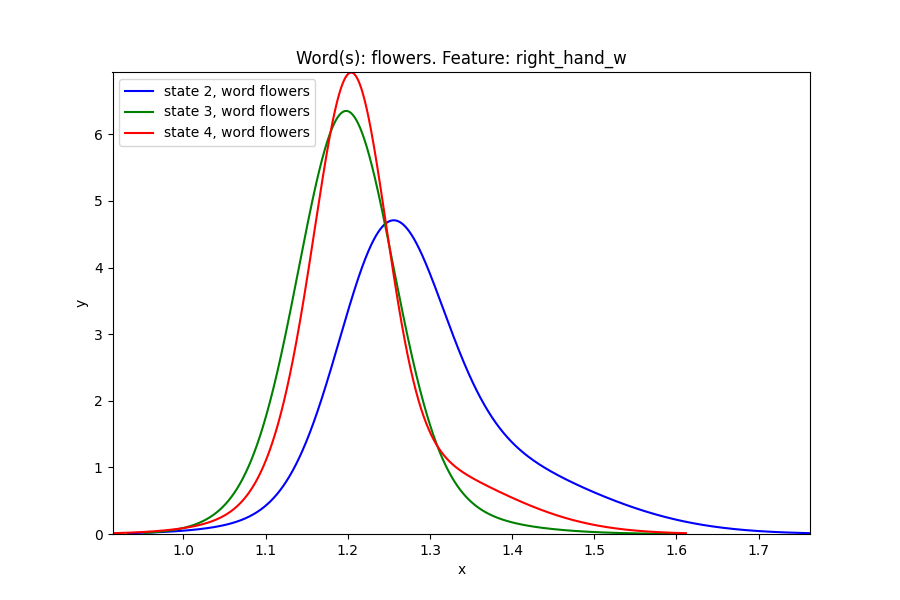 Word(s): flowers. Feature: right_hand_w
state 2, word flowers
state 3, word flowers
state 4, word flowers
6
5
4
3
2
1
0
y
1.0 1.1 1.2 1.3 1.4 1.5 1.6 1.7
x